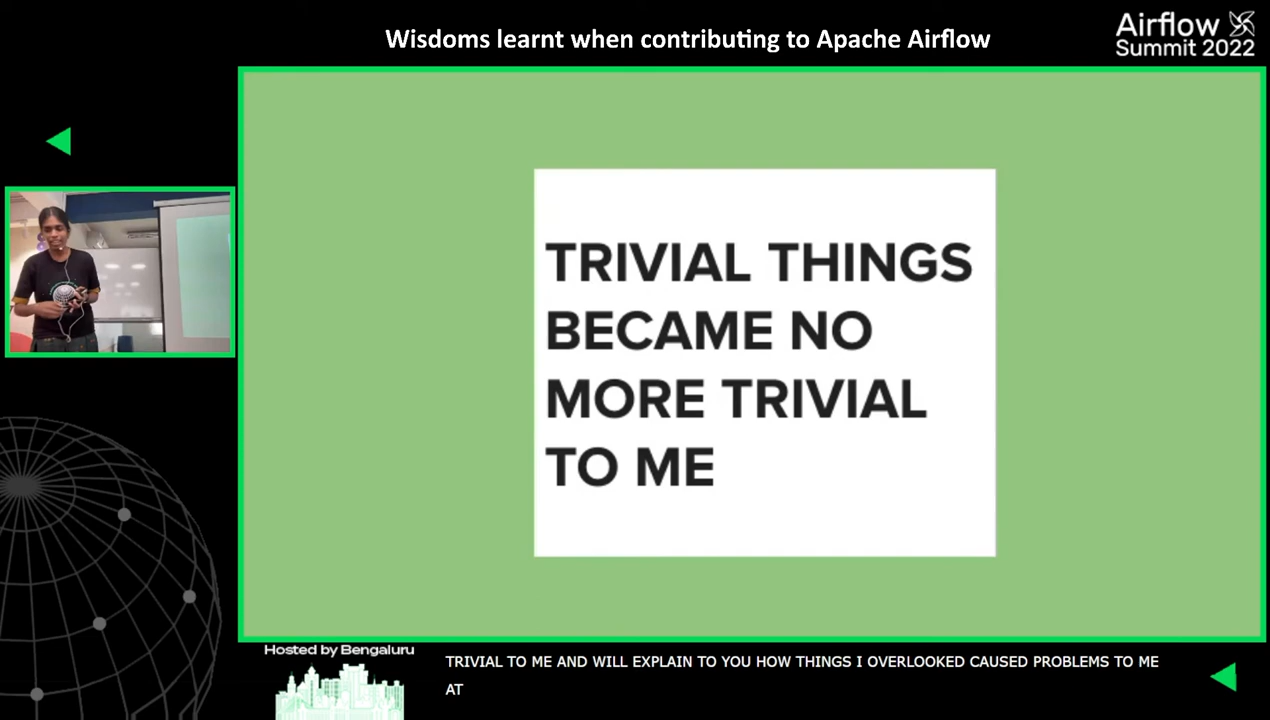 Wisdoms learnt when contributing to Apache Airflow
Airflow
Summit 2022
TRIVIAL THINGS
BECAME NO
MORE TRIVIAL
TO ME
Hosted by Bengaluru
TRIVIAL TO ME AND WILL EXPLAIN TO YOU HOW THINGS I OVERLOOKED CAUSED PROBLEMS TO ME
AT